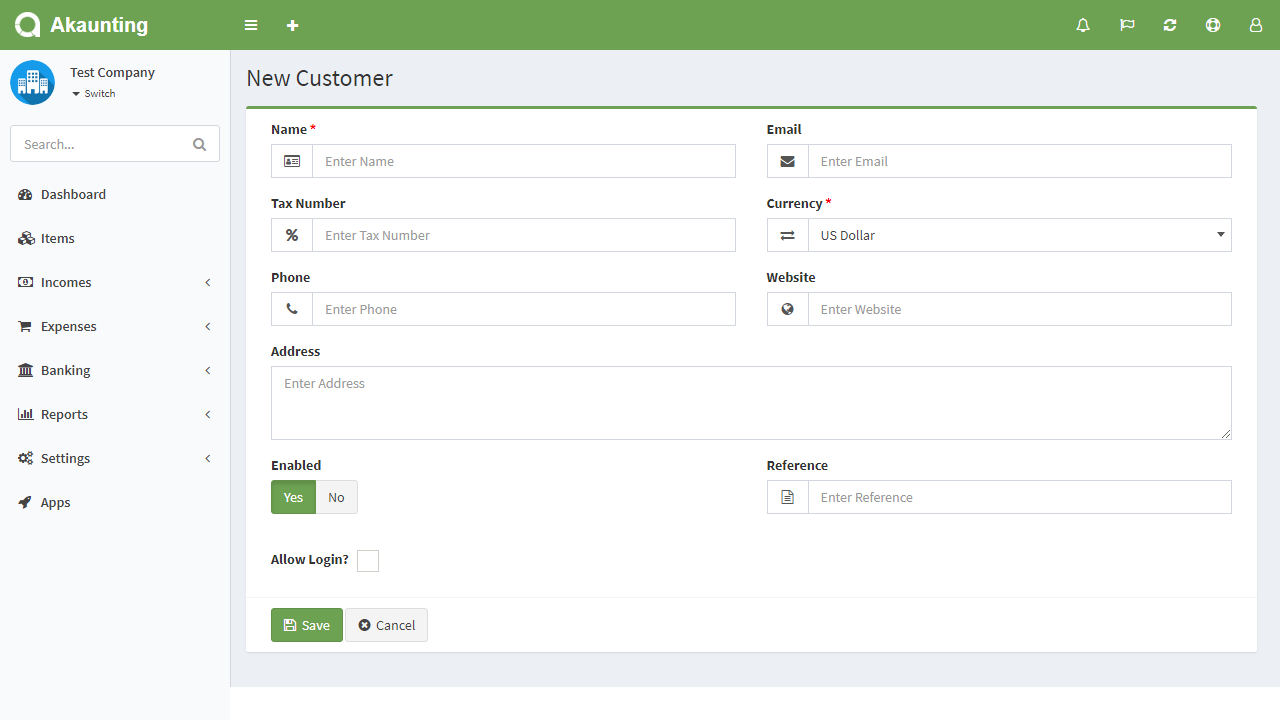 Akaunting
Test Company
Switch
Search...
Dashboard
Items
Incomes
Expenses
Banking
Reports
Settings
Apps
New Customer
Name *
Email
Enter Name
Enter Email
Tax Number
Currency *
Enter Tax Number
US Dollar
Phone
Website
Enter Phone
Enter Website
Address
Enter Address
Enabled
Reference
Yes No
Enter Reference
Allow Login?
Save Cancel